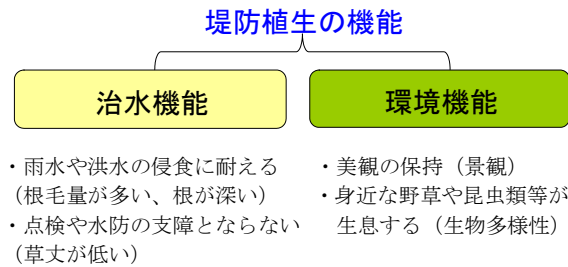 堤防植生の機能
治水機能
環境機能
・雨水や洪水の侵食に耐える
（根毛量が多い、根が深い）
・点検や水防の支障とならない
（草丈が低い）
・美観の保持（景観）
・身近な野草や昆虫類等が
生息する（生物多様性）